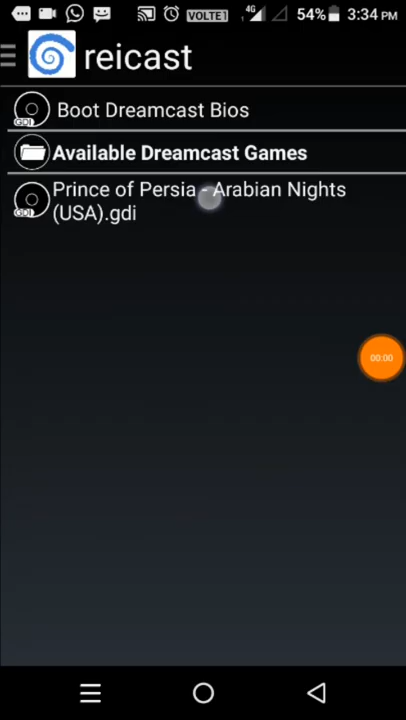 VOLTE1 4G 54% 3:34 PM
reicast
GDI Boot Dreamcast Bios
Available Dreamcast Games
Prince of Persia - Arabian Nights
GDI (USA).gdi
00:00